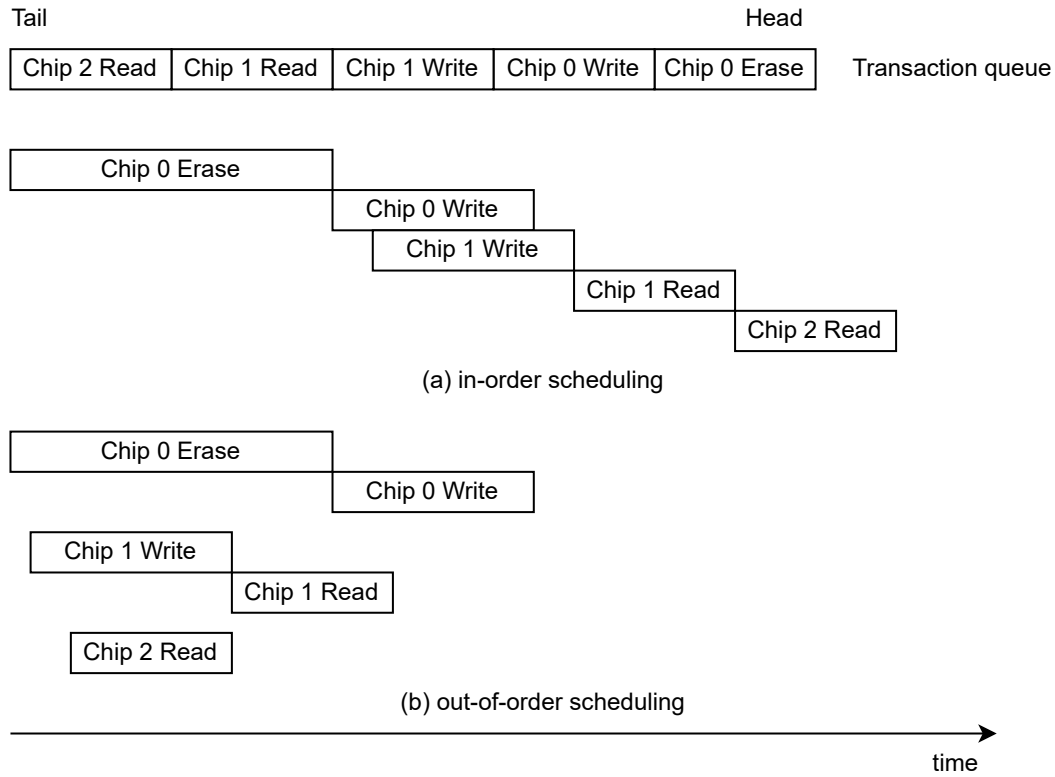 Tail Head
Chip 2 Read Chip 1 Read Chip 1 Write Chip 0 Write Chip 0 Erase Transaction queue
Chip 0 Erase
Chip 0 Write
Chip 1 Write
Chip 1 Read
Chip 2 Read
(a) in-order scheduling
Chip 0 Erase
Chip 0 Write
Chip 1 Write
Chip 1 Read
Chip 2 Read
(b) out-of-order scheduling
time